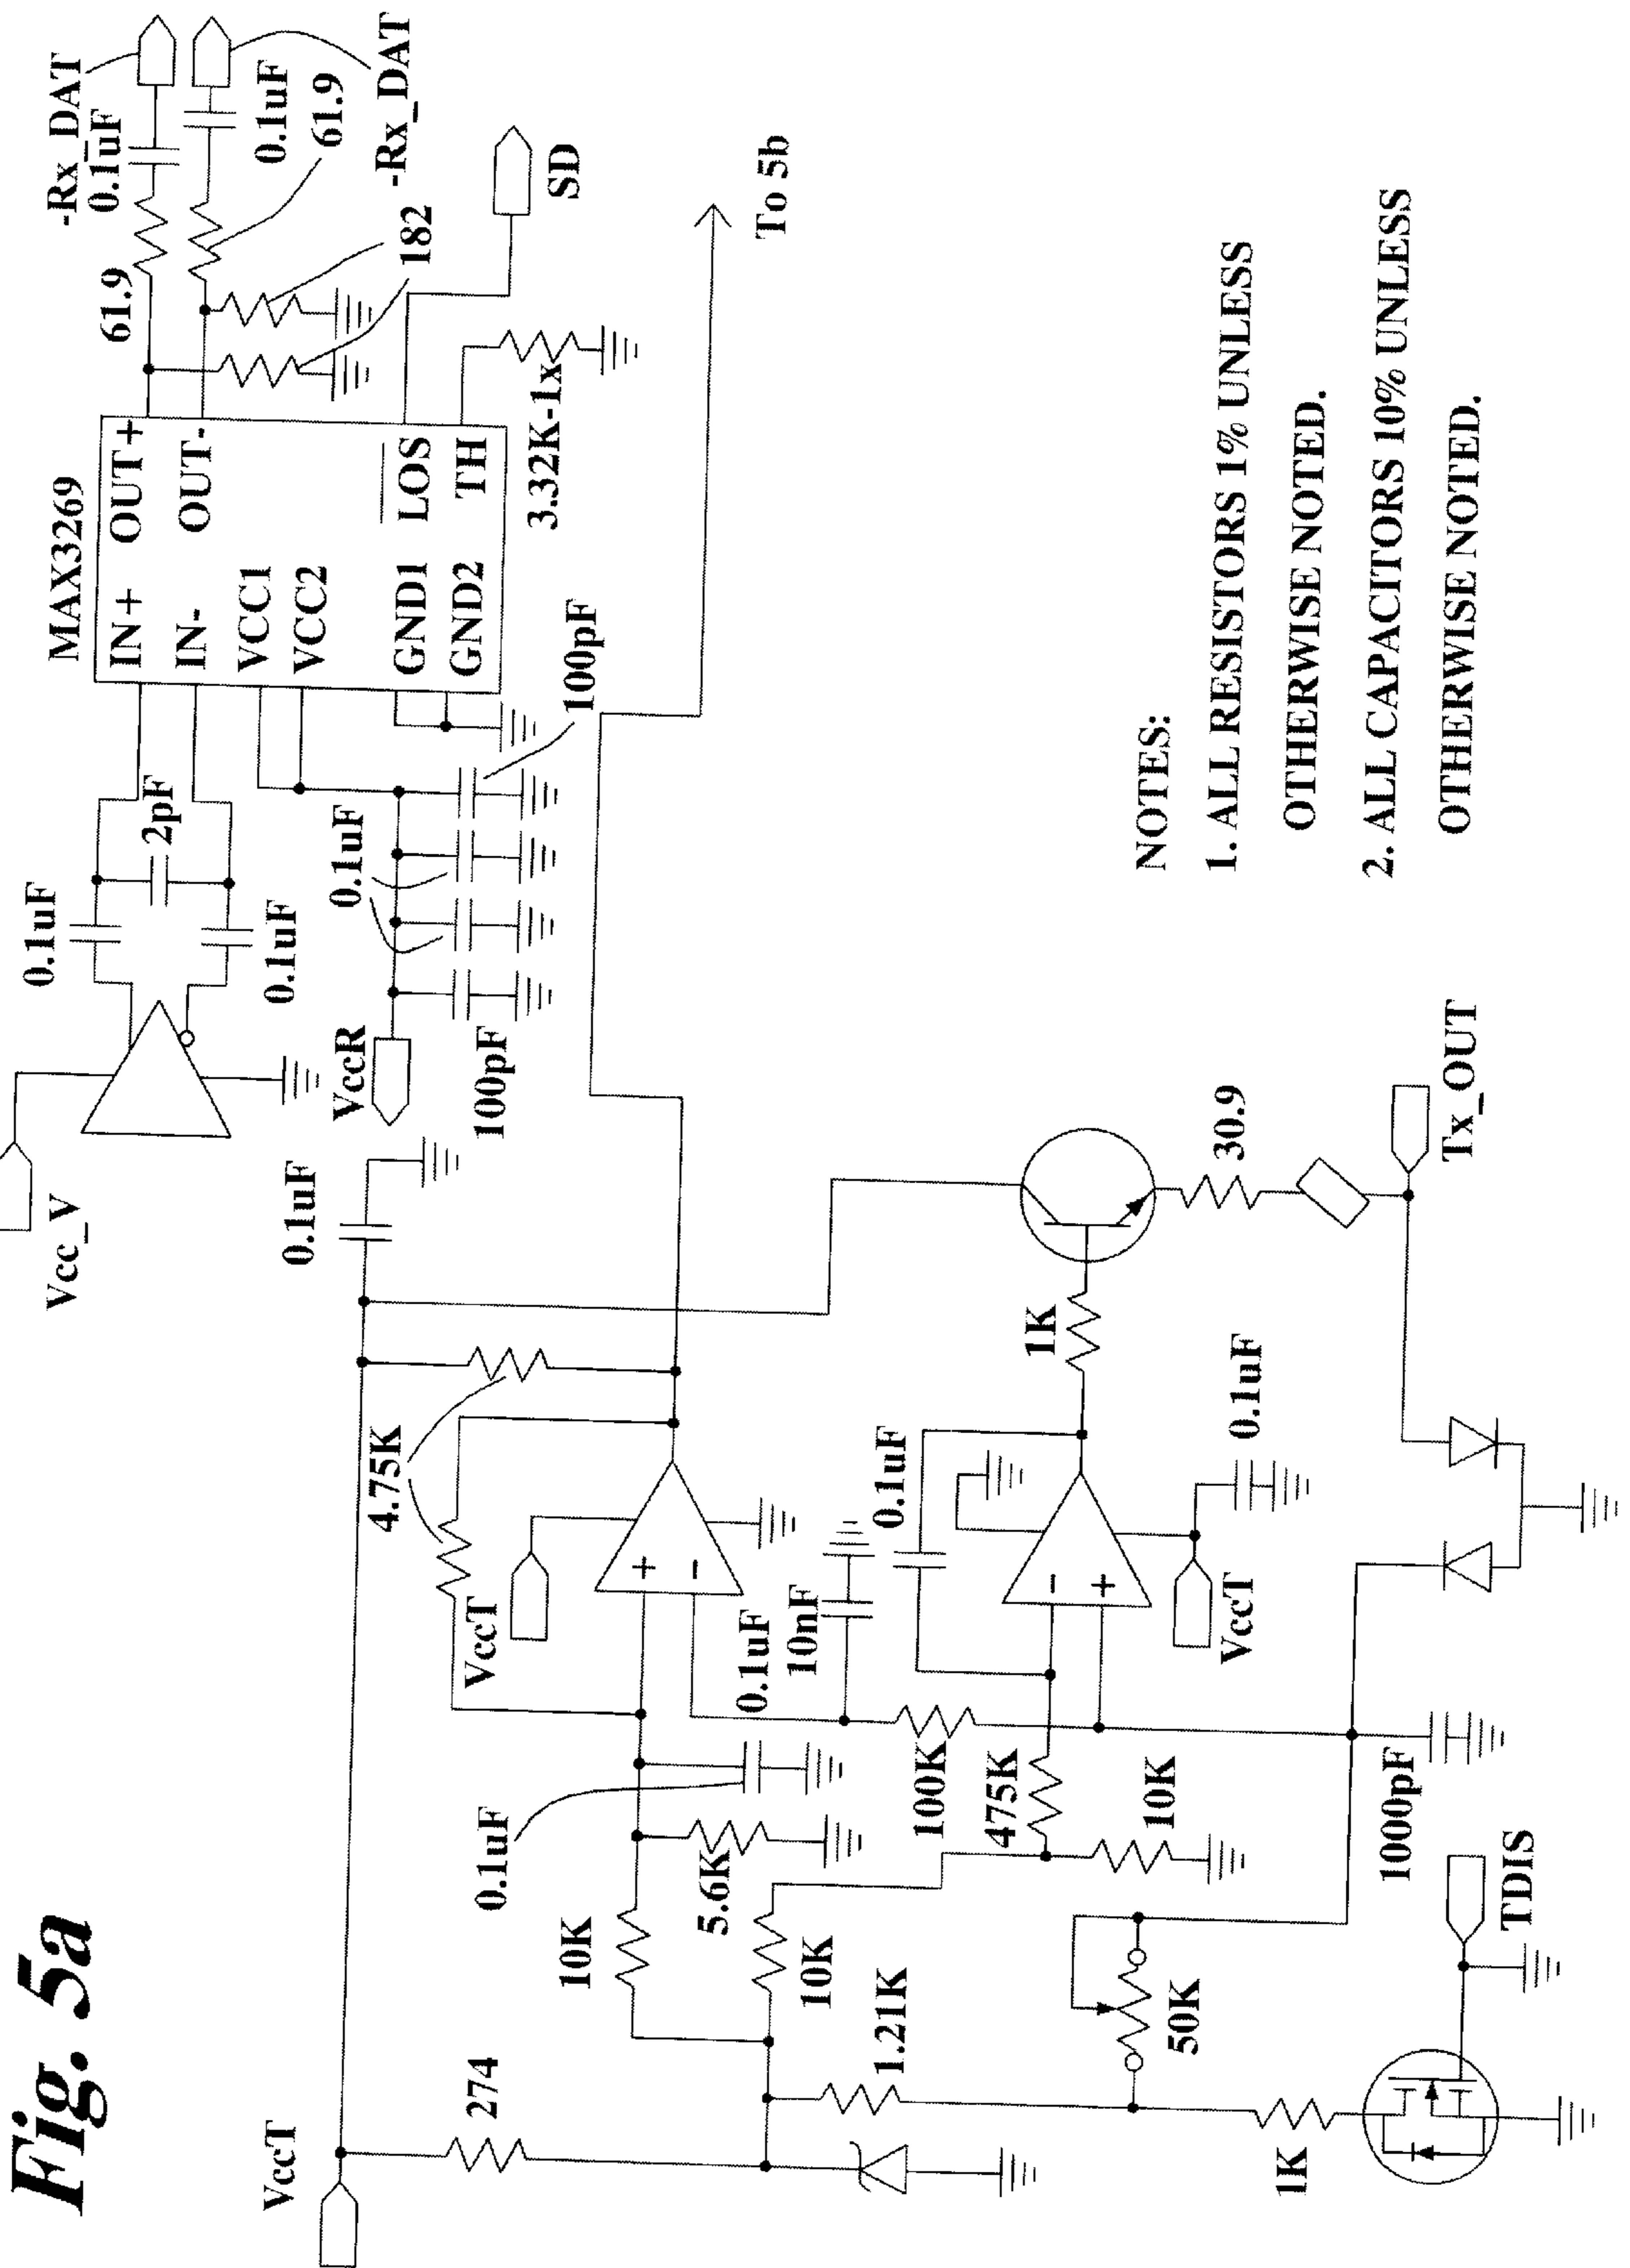 Fig. 5a
VccT
274
10K
5.6K
0.1uF
10K
1.21K
50K
1K
TDIS
1000pF
10K
475K
100K
10nF
0.1uF
VccT
+
-
4.75K
0.1uF
-
+
VccT
0.1uF
1K
30.9
Tx_OUT
0.1uF
Vcc_V
0.1uF
2pF
0.1uF
VccR
100pF
0.1uF
100pF
MAX3269
IN+ OUT+
IN- OUT-
VCC1
VCC2
GND1 LOS
GND2 TH
3.32K-1x
61.9
182
-Rx_DAT
0.1uF
0.1uF
61.9
-Rx_DAT
SD
To 5b
NOTES:
1. ALL RESISTORS 1% UNLESS
OTHERWISE NOTED.
2. ALL CAPACITORS 10% UNLESS
OTHERWISE NOTED.